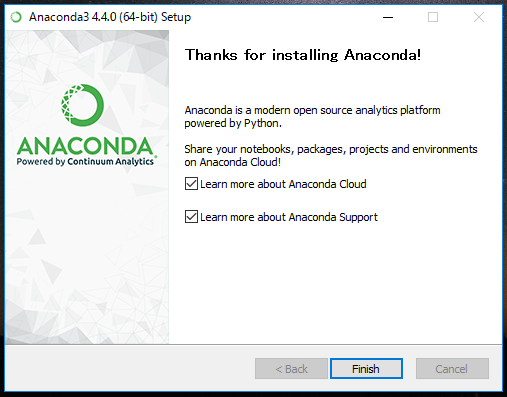 Anaconda3 4.4.0 (64-bit) Setup
Thanks for installing Anaconda!
ANACONDA
Powered by Continuum Analytics®
Anaconda is a modern open source analytics platform
powered by Python.
Share your notebooks, packages, projects and environments
on Anaconda Cloud!
Learn more about Anaconda Cloud
Learn more about Anaconda Support
< Back
Finish
Cancel